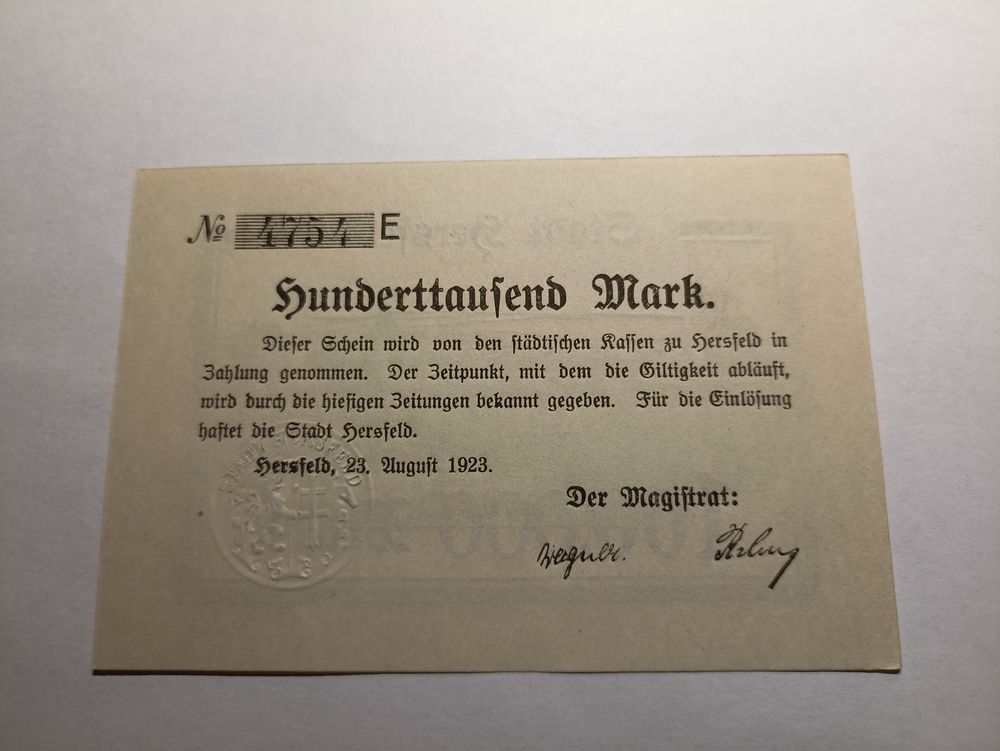 № 4754 E
Hunderttausend Mark.
Dieser Schein wird von den städtischen Kassen zu Hersfeld in
Zahlung genommen. Der Zeitpunkt, mit dem die Giltigkeit abläuft,
wird durch die hiesigen Zeitungen bekannt gegeben. Für die Einlösung
haftet die Stadt Hersfeld.
Hersfeld, 23. August 1923.
Der Magistrat: